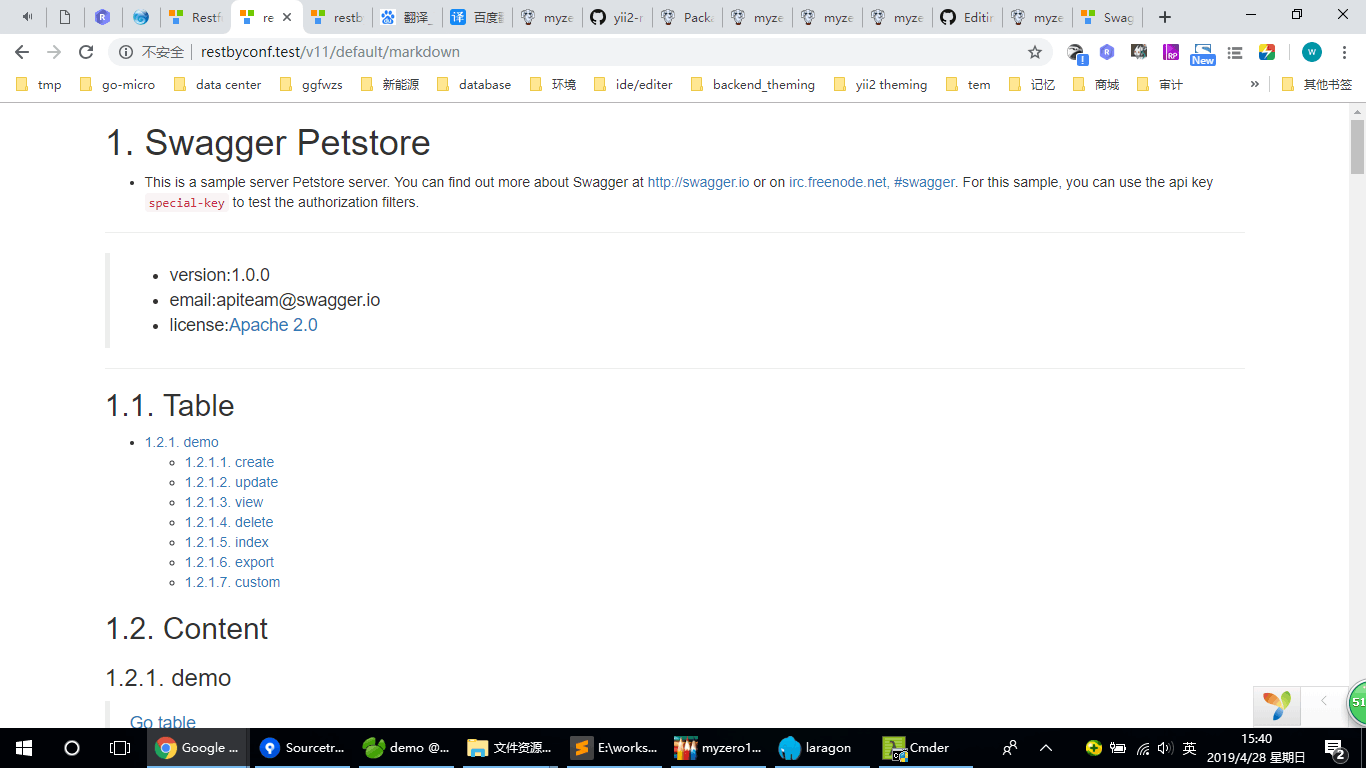 Restf
re
restb
翻译_
myze
yii2-r
Packa
myze
myze
myze
Editin
myze
Swag
不安全 restbyconf.test/v11/default/markdown
New
W
tmp go-micro data center ggfwzs 新能源 database 环境 ide/editer backend_theming yii2 theming tem 记忆 商城 审计 » 其他书签
1. Swagger Petstore
This is a sample server Petstore server. You can find out more about Swagger at http://swagger.io or on irc.freenode.net, #swagger. For this sample, you can use the api key
special-key to test the authorization filters.
version:1.0.0
email:apiteam@swagger.io
license:Apache 2.0
1.1. Table
1.2.1. demo
1.2.1.1. create
1.2.1.2. update
1.2.1.3. view
1.2.1.4. delete
1.2.1.5. index
1.2.1.6. export
1.2.1.7. custom
1.2. Content
1.2.1. demo
Go table
51
Google ... Sourcetr... demo @... 文件资源... E:\works... myzero1... laragon Cmder 英 15:40
2019/4/28 星期日
2